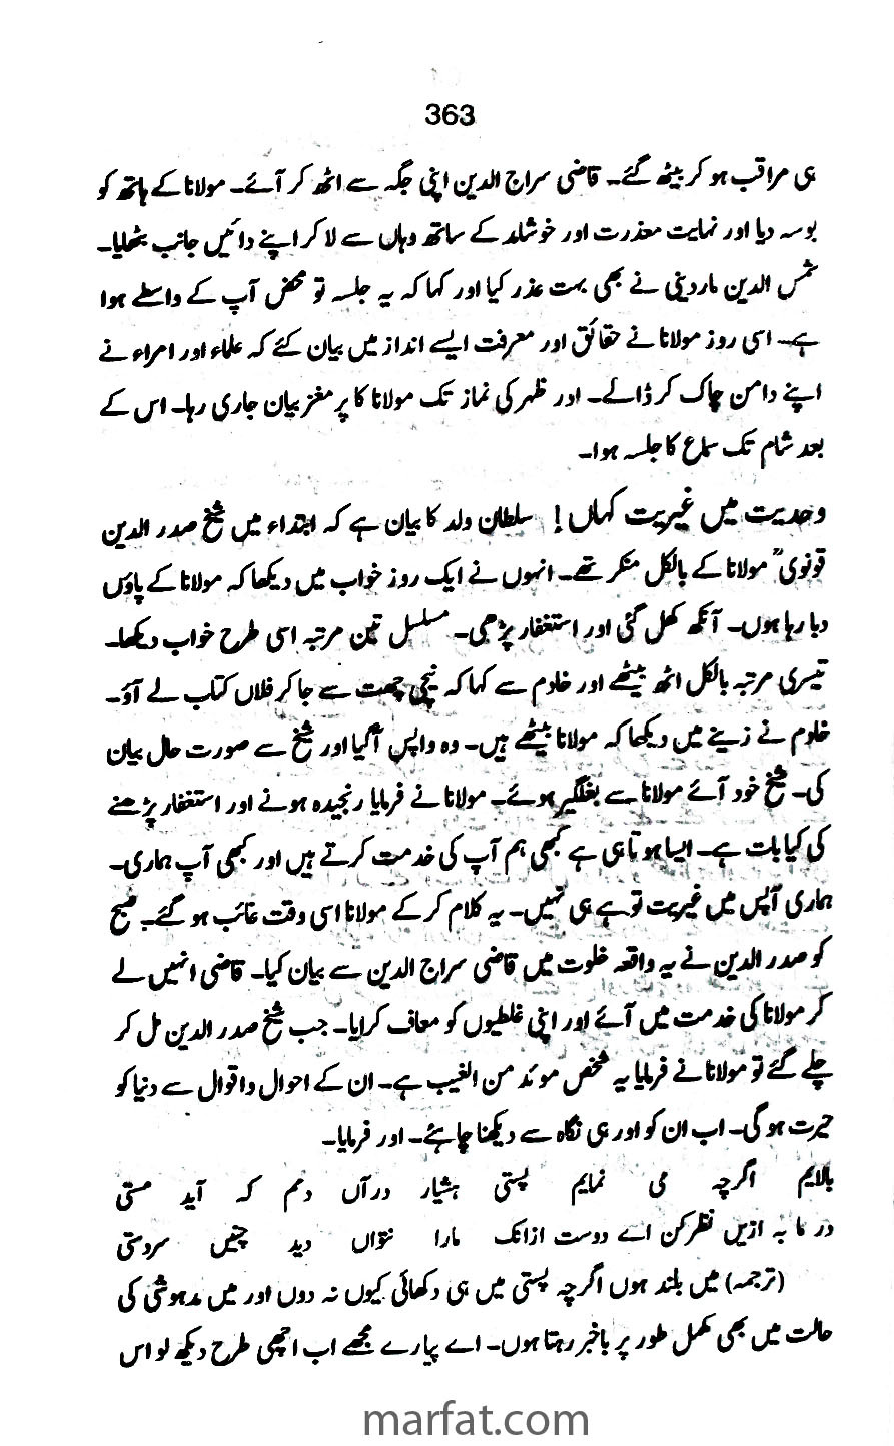 363
ہی مراقب ہو کر بیٹھ گئے۔ قاضی سراج الدین اپنی جگہ سے اٹھ کر آئے۔ مولانا کے ہاتھ کو
بوسہ دیا اور نہایت معذرت اور خوشامد کے ساتھ وہاں سے لا کر اپنے دائیں جانب بٹھلایا۔
شمس الدین ماردینی نے بھی بہت عذر کیا اور کہا کہ یہ جلسہ تو محض آپ کے واسطے ہوا
ہے۔ اسی روز مولانا نے حقائق اور معرفت ایسے انداز میں بیان کئے کہ علماء اور امراء نے
اپنے دامن چاک کر ڈالے۔ اور ظہر کی نماز تک مولانا کا پر مغز بیان جاری رہا۔ اس کے
بعد شام تک سماع کا جلسہ ہوا۔
وحدیت میں غیریت کہاں! سلطان ولد کا بیان ہے کہ ابتداء میں شیخ صدر الدین
قونویؒ مولانا کے بالکل منکر تھے۔ انہوں نے ایک روز خواب میں دیکھا کہ مولانا کے پاؤں
دبا رہا ہوں۔ آنکھ کھل گئی اور استغفار پڑھی۔ مسلسل تین مرتبہ اسی طرح خواب دیکھا۔
تیسری مرتبہ بالکل اٹھ بیٹھے اور خادم سے کہا کہ نیچی چھت سے جا کر فلاں کتاب لے آؤ۔
خادم نے زینے میں دیکھا کہ مولانا بیٹھے ہیں۔ وہ واپس آگیا اور شیخ سے صورت حال بیان
کی۔ شیخ خود آئے مولانا سے بغلگیر ہوئے۔ مولانا نے فرمایا رنجیدہ ہونے اور استغفار پڑھنے
کی کیا بات ہے۔ ایسا ہوتا ہی ہے کبھی ہم آپ کی خدمت کرتے ہیں اور کبھی آپ ہماری۔
ہماری آپس میں غیریت تو ہے ہی نہیں۔ یہ کلام کر کے مولانا اسی وقت غائب ہو گئے۔ صبح
کو صدر الدین نے یہ واقعہ خلوت میں قاضی سراج الدین سے بیان کیا۔ قاضی انہیں لے
کر مولانا کی خدمت میں آئے اور اپنی غلطیوں کو معاف کرایا۔ جب شیخ صدر الدین مل کر
چلے گئے تو مولانا نے فرمایا یہ شخص موئد من الغیب ہے۔ ان کے احوال و اقوال سے دنیا کو
حیرت ہو گی۔ اب ان کو اور ہی نگاہ سے دیکھنا چاہئے۔ اور فرمایا۔
بالایم اگرچہ می نمایم پستی ہشیار در آں دمم کہ آید مستی
در ما بہ ازیں نظر کن اے دوست ازانک مارا نتواں دید چنیں سردستی
(ترجمہ) میں بلند ہوں اگرچہ پستی میں ہی دکھائی کیوں نہ دوں اور میں مدہوشی کی
حالت میں بھی مکمل طور پر باخبر رہتا ہوں۔ اے پیارے مجھے اب اچھی طرح دیکھ لو اس
marfat.com